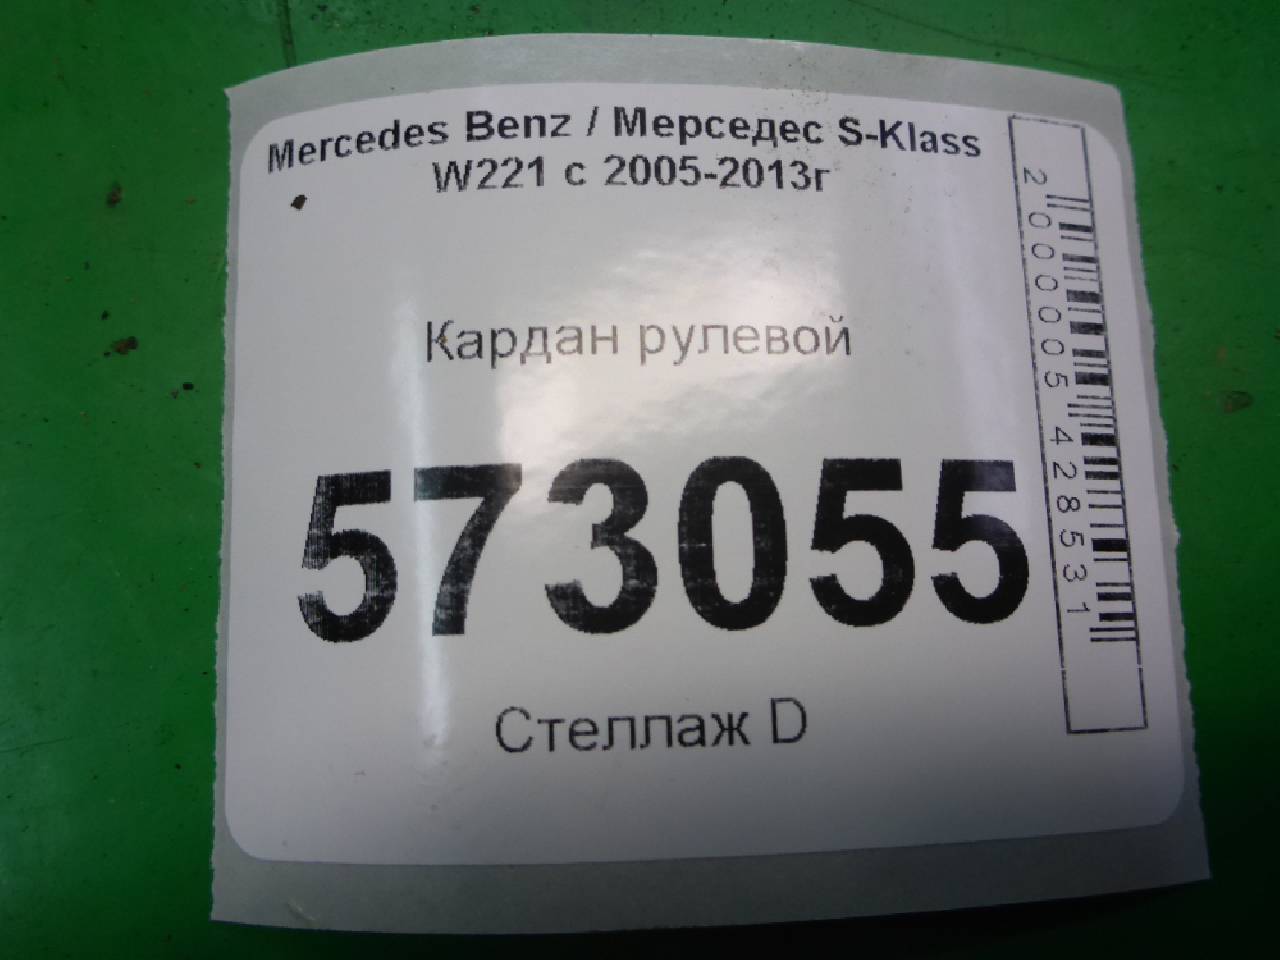 Mercedes Benz / Мерседес S-Klass
W221 с 2005-2013г
Кардан рулевой
573055
Стеллаж D
2000005428531